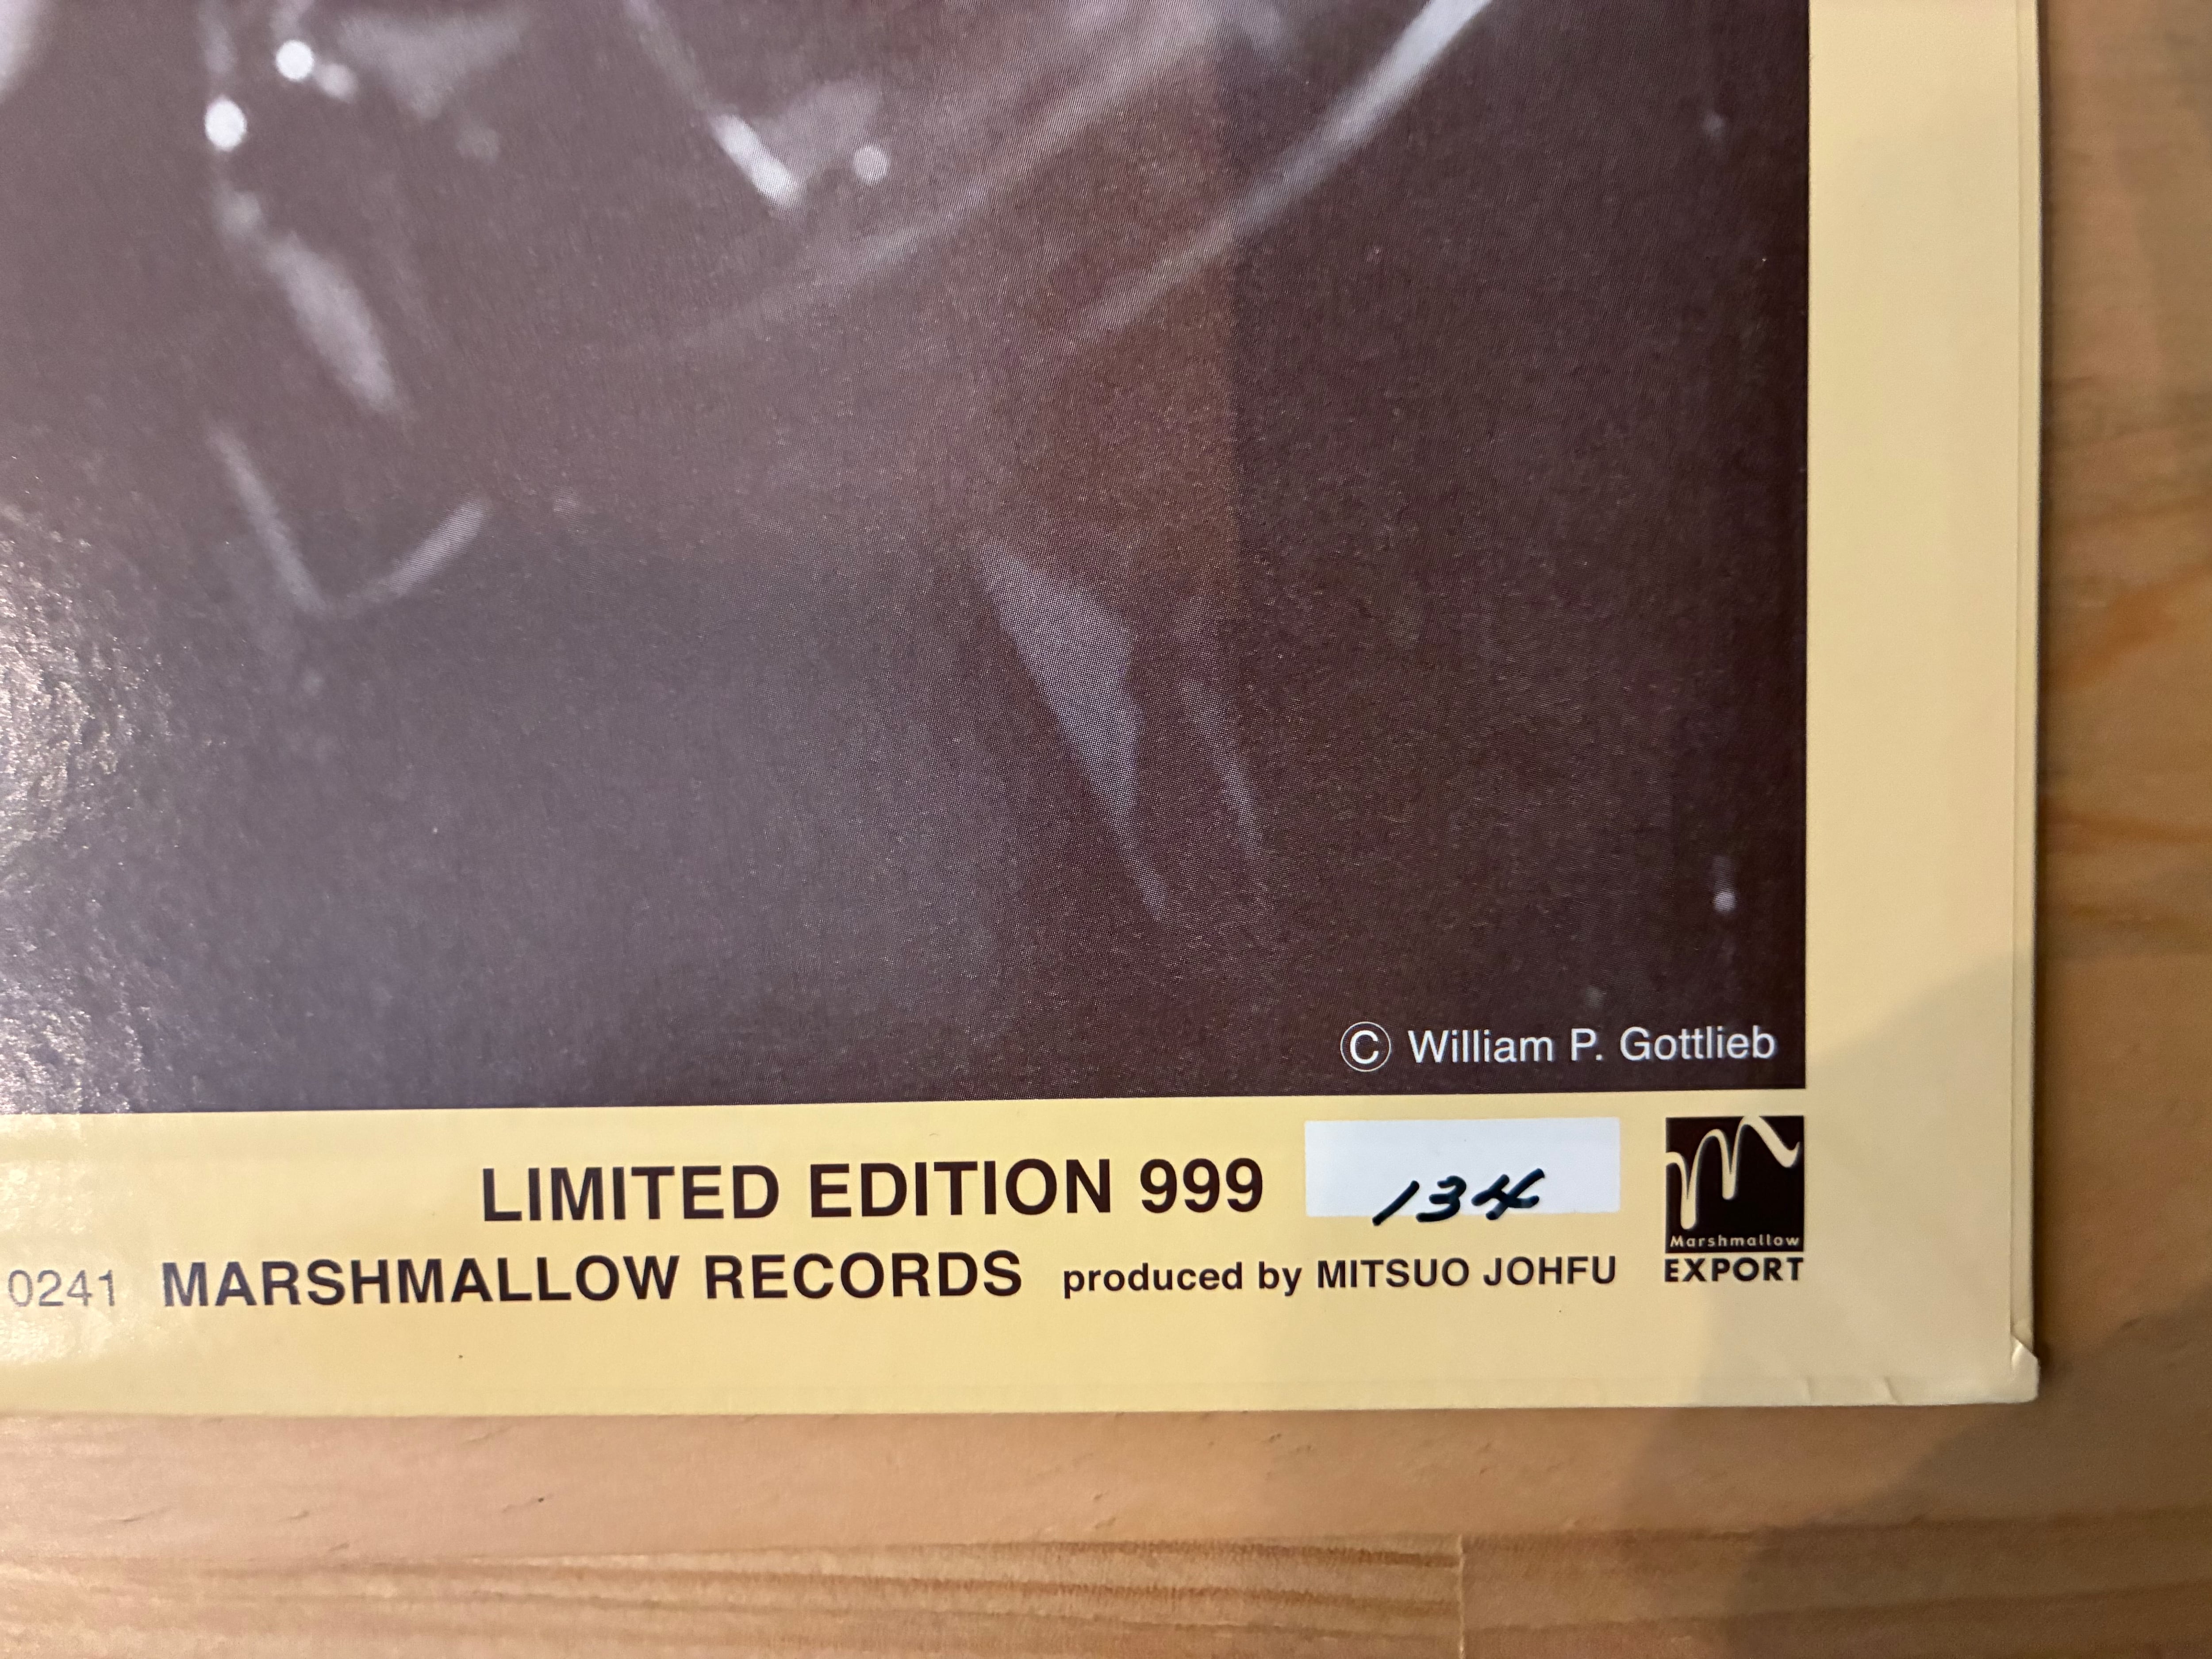 © William P. Gottlieb
LIMITED EDITION 999 134
Marshmallow
EXPORT
0241 MARSHMALLOW RECORDS produced by MITSUO JOHFU